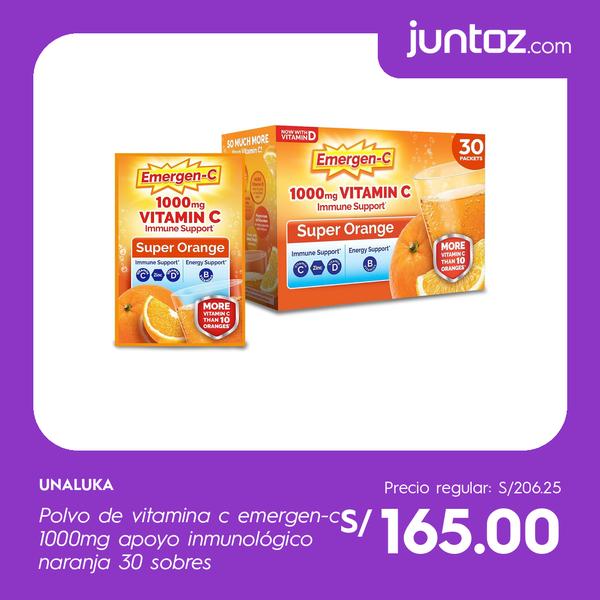 juntoz.com
Emergen-C
1000mg
VITAMIN C
Immune Support*
Super Orange
Immune Support*
Energy Support*
C
Zinc
D
B
MORE
VITAMIN C
THAN 10
ORANGES*
SO MUCH MORE
NOW WITH
VITAMIN D
30
PACKETS
Emergen-C
1000mg VITAMIN C
Immune Support*
Super Orange
Immune Support*
Energy Support*
C
Zinc
D
B
MORE
VITAMIN C
THAN 10
ORANGES*
UNALUKA
Polvo de vitamina c emergen-c
1000mg apoyo inmunológico
naranja 30 sobres
Precio regular: S/206.25
S/ 165.00